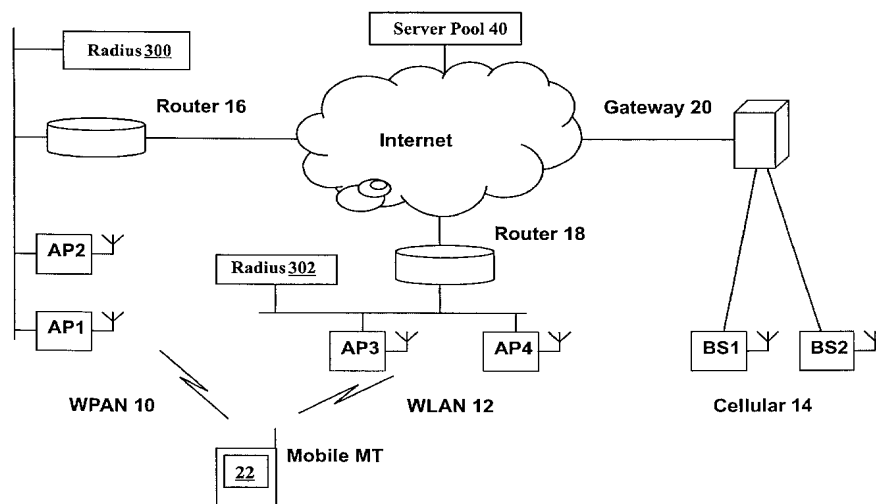 Server Pool 40
Radius 300
Router 16
Gateway 20
Internet
Router 18
AP2
Radius 302
AP1
AP3
AP4
BS1
BS2
WPAN 10
WLAN 12
Cellular 14
Mobile MT
22